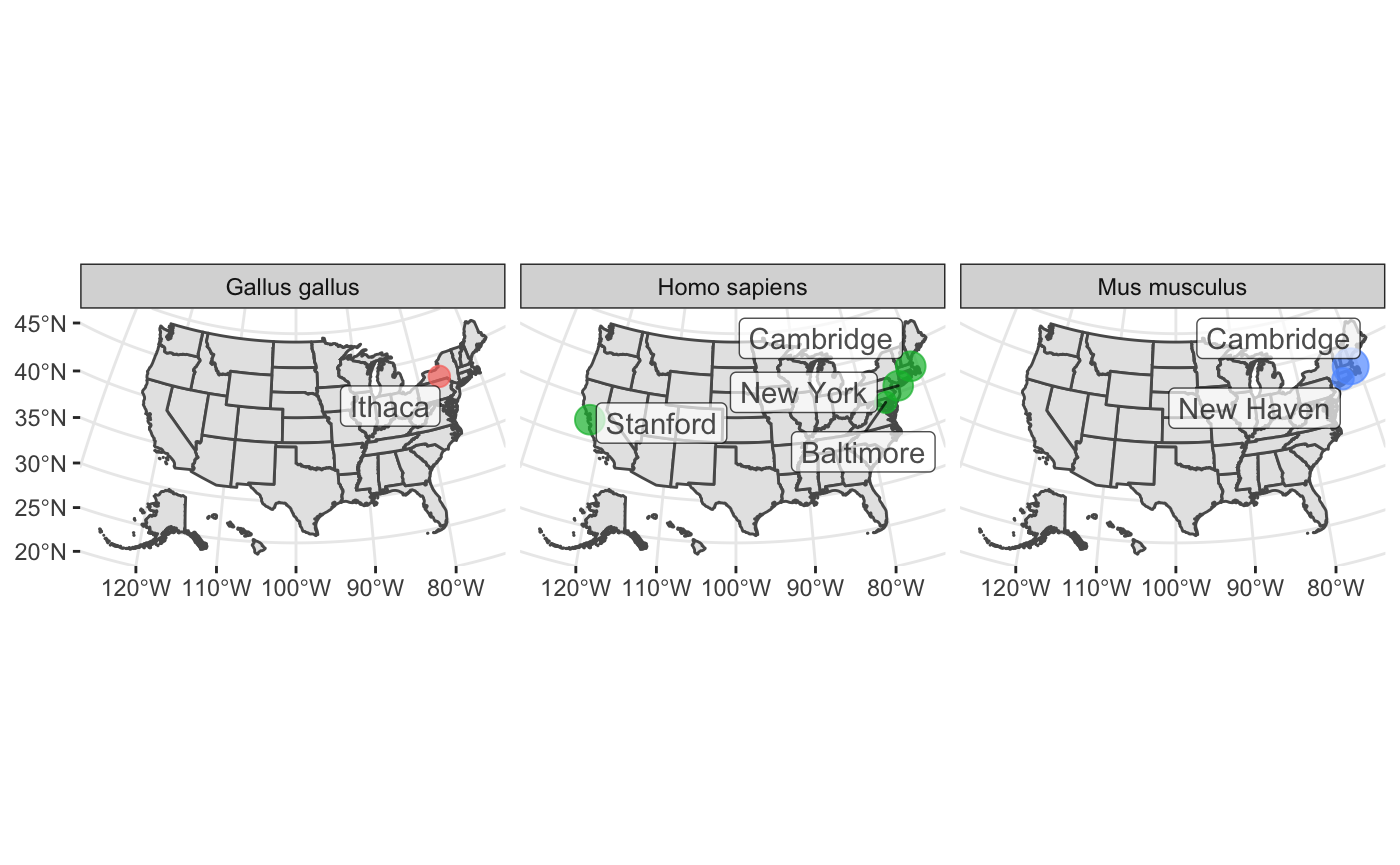 Gallus gallus
Homo sapiens
Mus musculus
45°N
40°N
35°N
30°N
25°N
20°N
Ithaca
Cambridge
New York
Stanford
Baltimore
Cambridge
New Haven
120°W 110°W 100°W 90°W 80°W
120°W 110°W 100°W 90°W 80°W
120°W 110°W 100°W 90°W 80°W